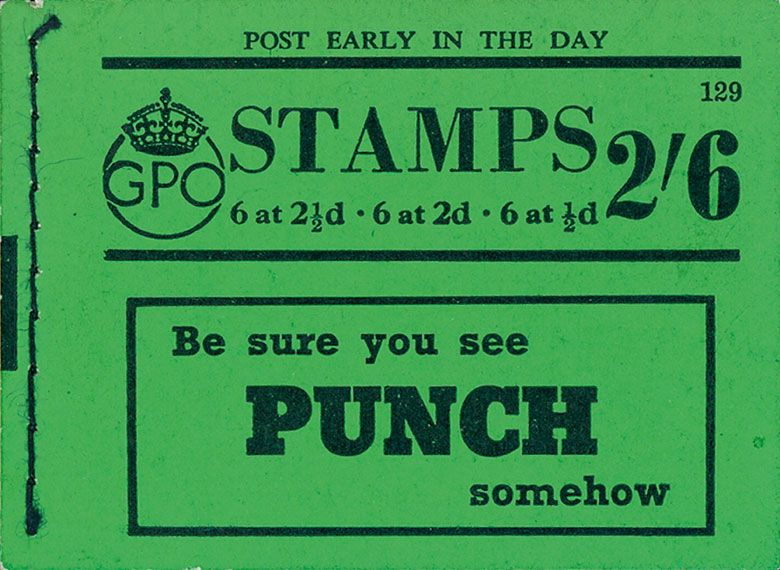 POST EARLY IN THE DAY
129
GPO
STAMPS 2/6
6 at 2½d · 6 at 2d · 6 at ½d
Be sure you see
PUNCH
somehow